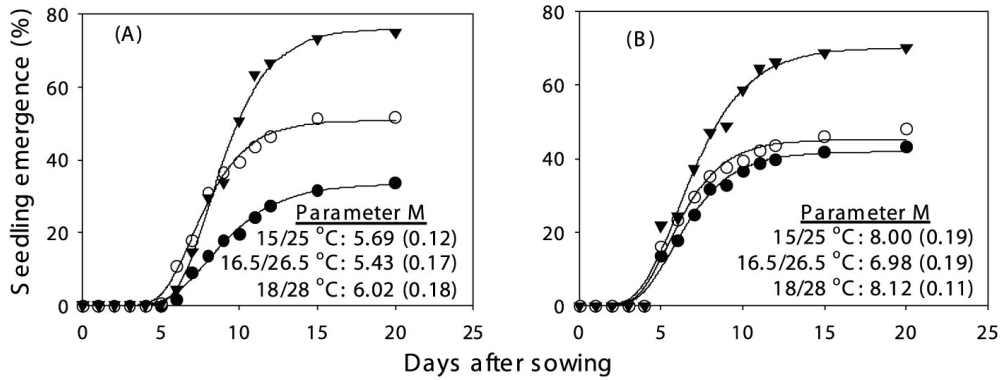 Seedling emergence (%)
80
60
40
20
0
(A)
Parameter M
15/25 °C: 5.69 (0.12)
16.5/26.5 °C: 5.43 (0.17)
18/28 °C: 6.02 (0.18)
0 5 10 15 20 25
80
60
40
20
0
(B)
Parameter M
15/25 °C: 8.00 (0.19)
16.5/26.5 °C: 6.98 (0.19)
18/28 °C: 8.12 (0.11)
0 5 10 15 20 25
Days after sowing